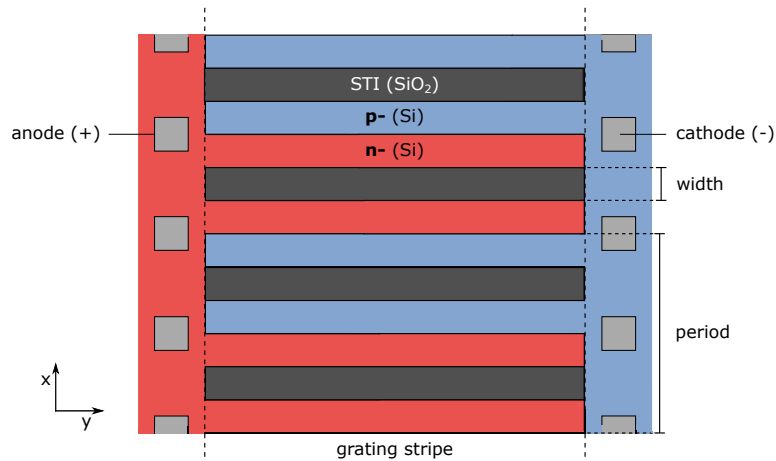 STI (SiO₂)
p- (Si)
anode (+)
cathode (-)
n- (Si)
width
period
x
y
grating stripe